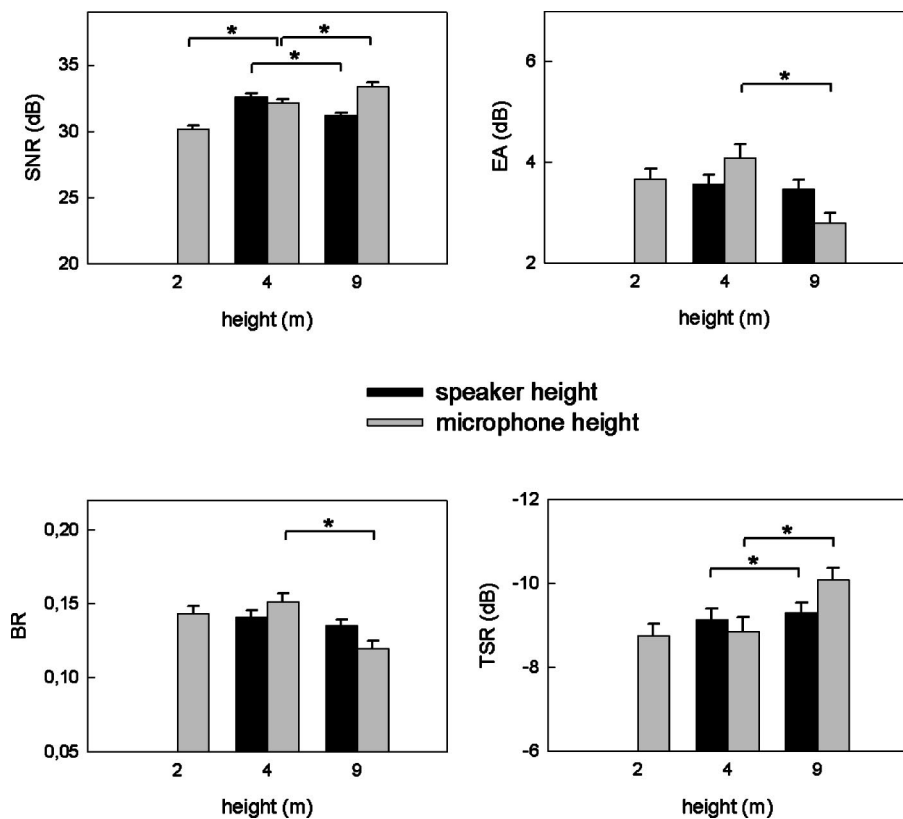 * *
*
35
30
25
20
SNR (dB)
2 4 9
height (m)
*
6
4
2
EA (dB)
2 4 9
height (m)
speaker height
microphone height
*
0,20
0,15
0,10
0,05
BR
2 4 9
height (m)
*
*
-12
-10
-8
-6
TSR (dB)
2 4 9
height (m)